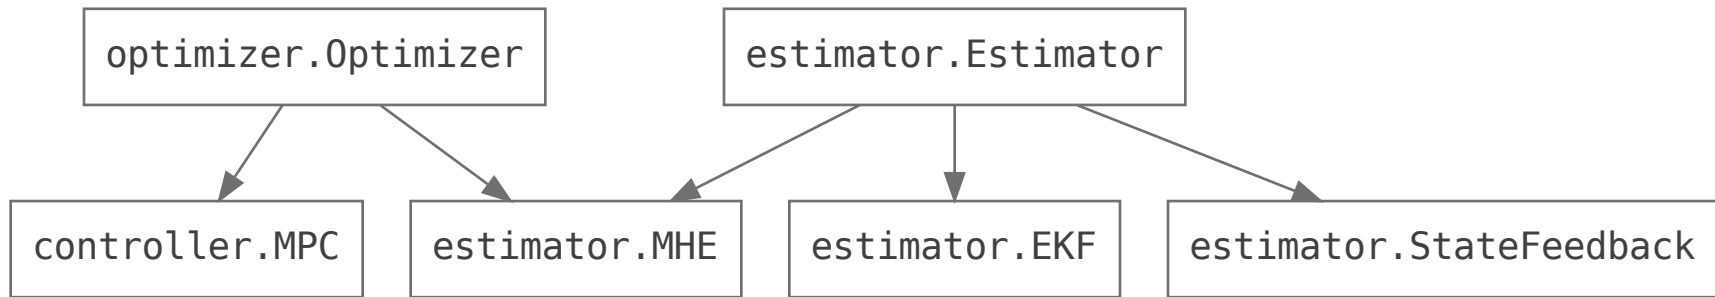 optimizer.Optimizer
estimator.Estimator
controller.MPC
estimator.MHE
estimator.EKF
estimator.StateFeedback